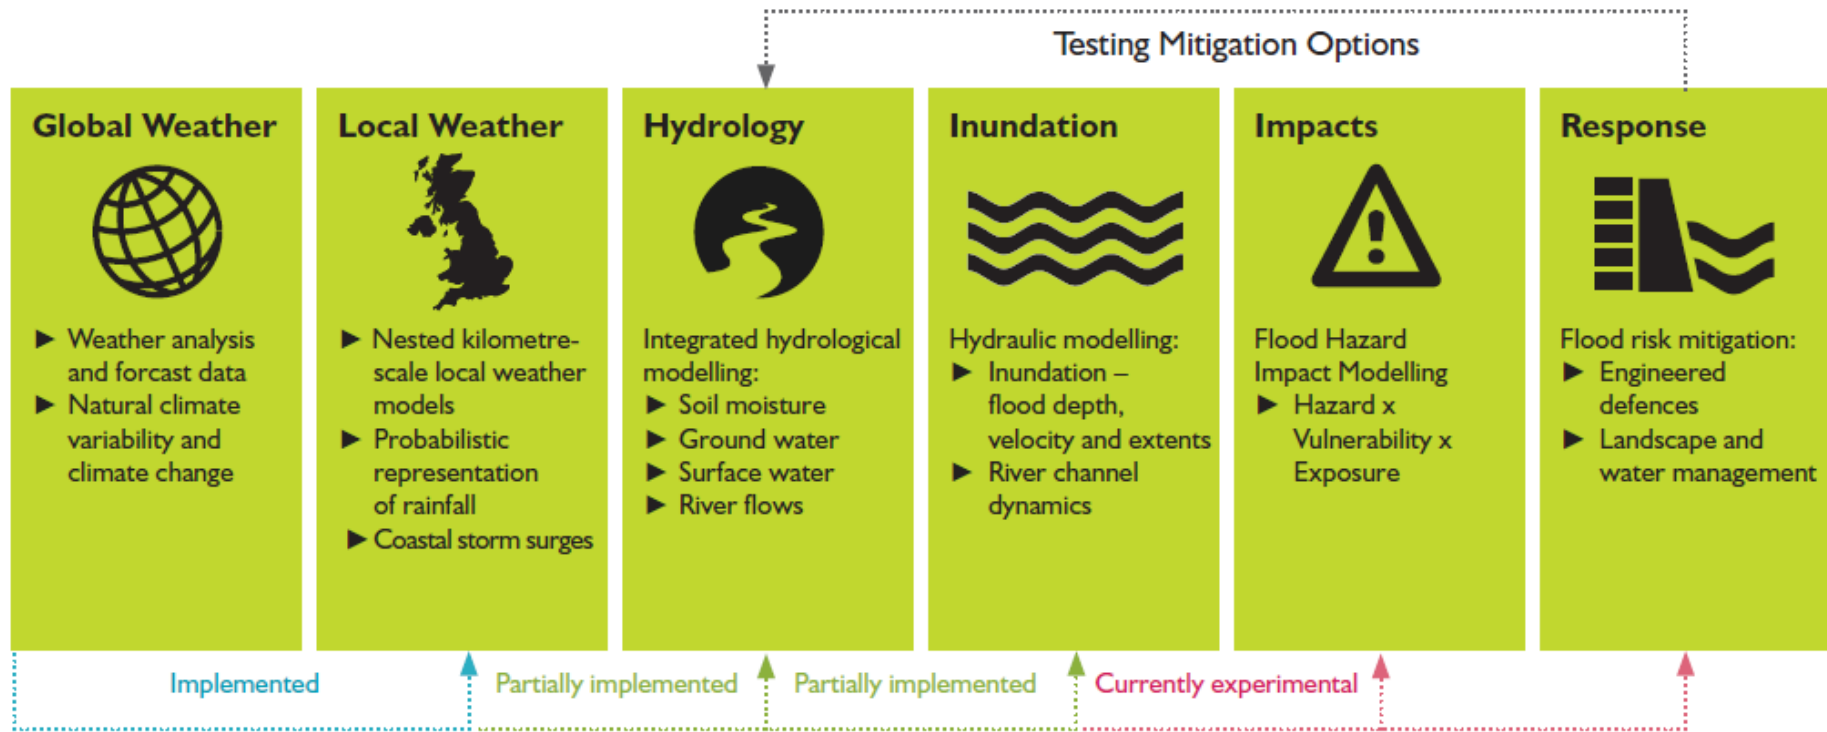 Testing Mitigation Options
Global Weather
► Weather analysis
and forcast data
► Natural climate
variability and
climate change
Local Weather
► Nested kilometre-
scale local weather
models
► Probabilistic
representation
of rainfall
► Coastal storm surges
Hydrology
Integrated hydrological
modelling:
► Soil moisture
► Ground water
► Surface water
► River flows
Inundation
Hydraulic modelling:
► Inundation –
flood depth,
velocity and extents
► River channel
dynamics
Impacts
Flood Hazard
Impact Modelling
► Hazard x
Vulnerability x
Exposure
Response
Flood risk mitigation:
► Engineered
defences
► Landscape and
water management
Implemented
Partially implemented
Partially implemented
Currently experimental